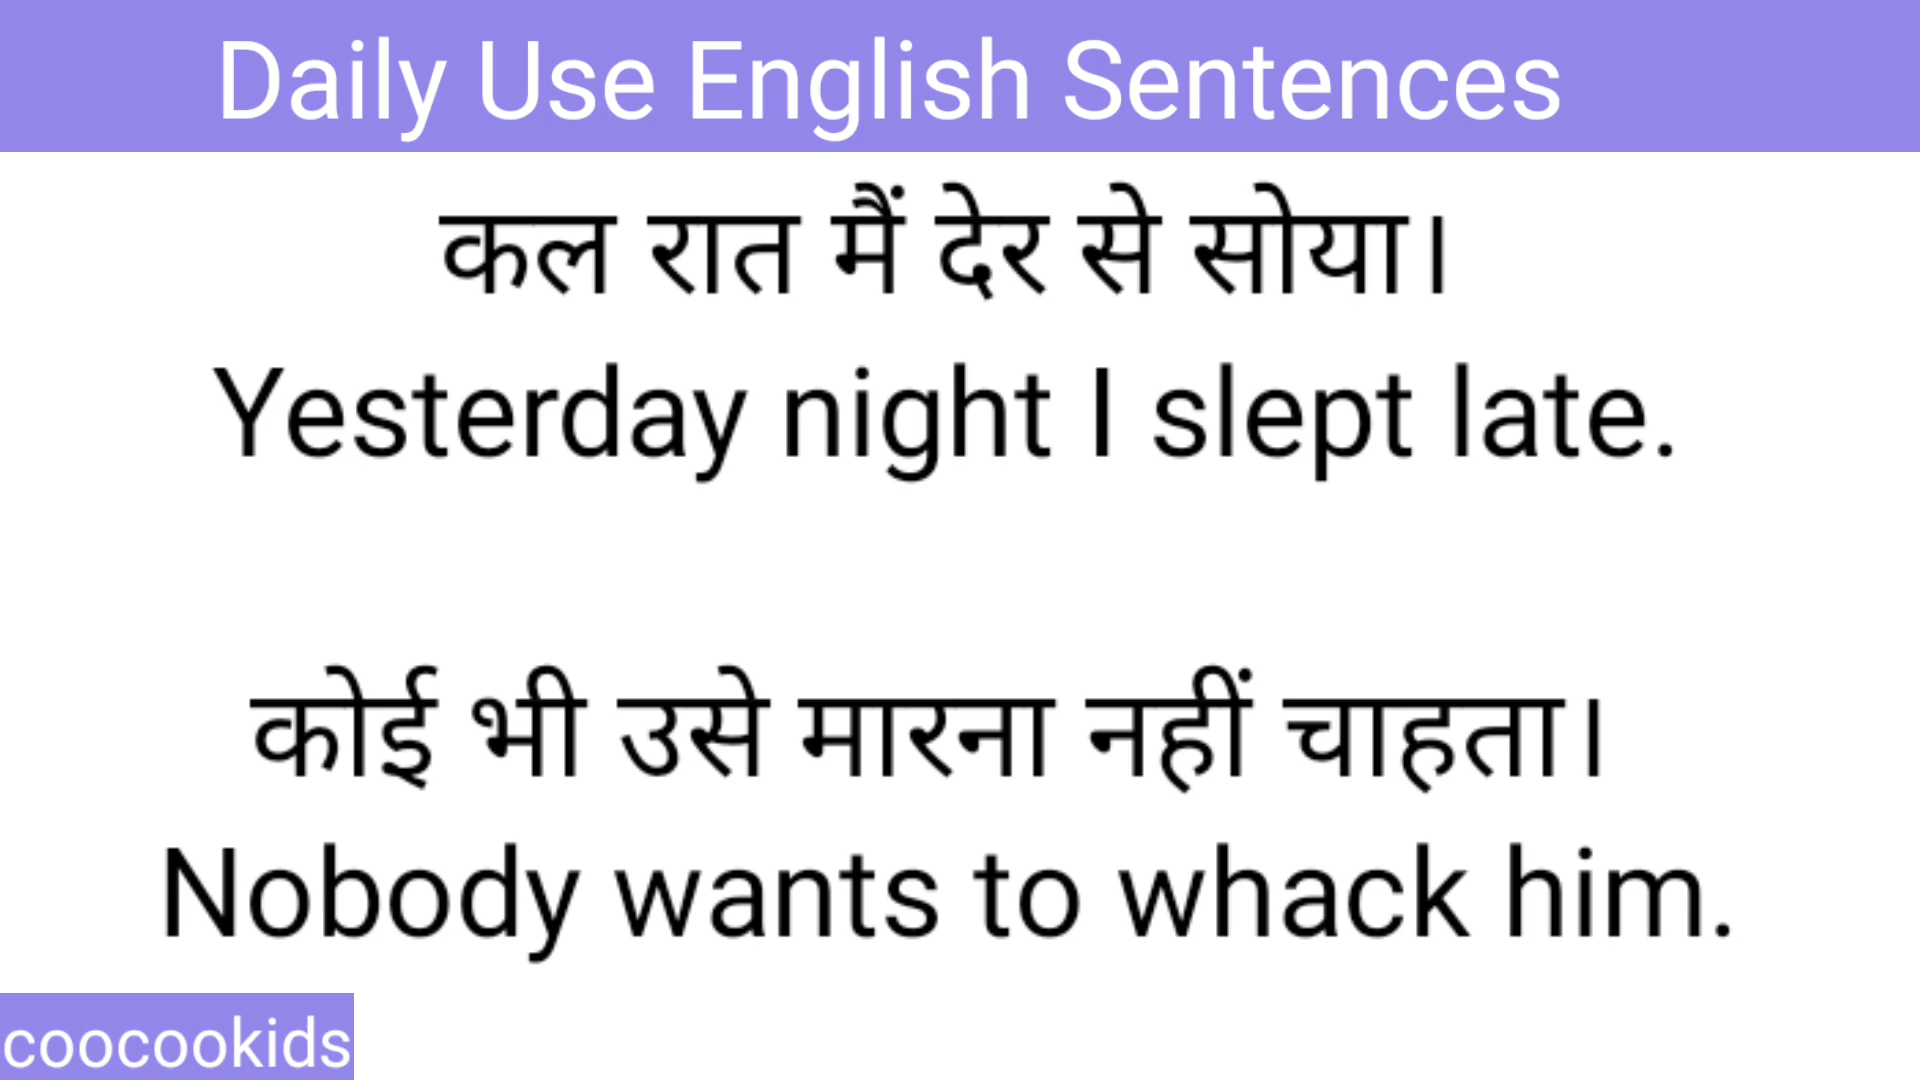 Daily Use English Sentences
कल रात मैं देर से सोया।
Yesterday night I slept late.
कोई भी उसे मारना नहीं चाहता।
Nobody wants to whack him.
coocookids